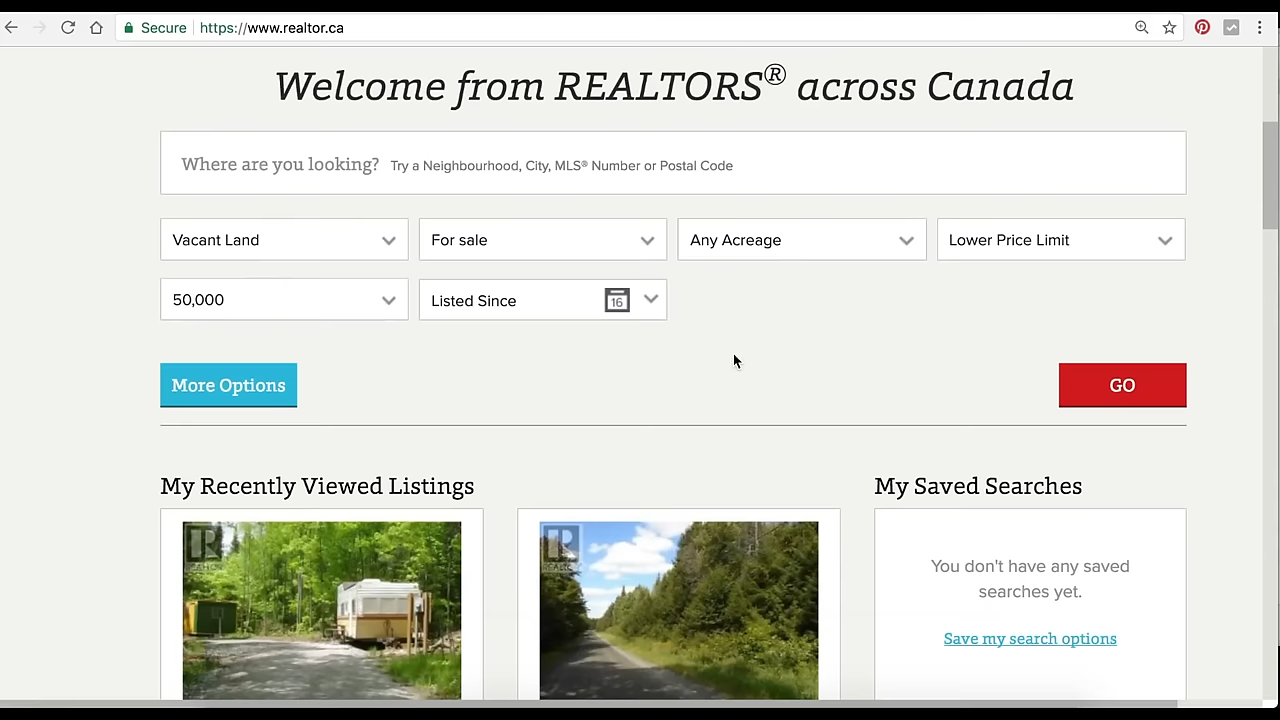 Secure https://www.realtor.ca
Welcome from REALTORS® across Canada
Where are you looking? Try a Neighbourhood, City, MLS® Number or Postal Code
Vacant Land For sale Any Acreage Lower Price Limit
50,000 Listed Since 16
More Options GO
My Recently Viewed Listings My Saved Searches
You don't have any saved
searches yet.
Save my search options